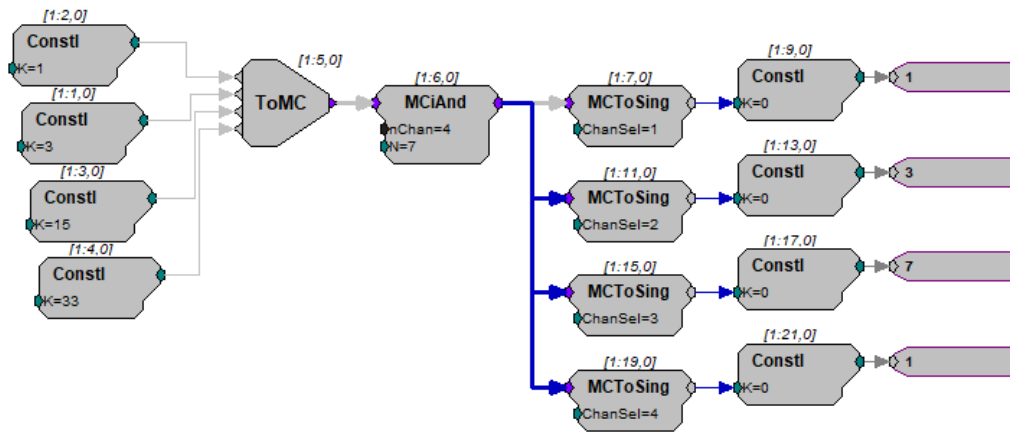 [1:2,0]
ConstI
K=1
[1:1,0]
ConstI
K=3
[1:3,0]
ConstI
K=15
[1:4,0]
ConstI
K=33
[1:5,0]
ToMC
[1:6,0]
MCiAnd
nChan=4
N=7
[1:7,0]
MCToSing
ChanSel=1
[1:9,0]
ConstI
K=0
1
[1:11,0]
MCToSing
ChanSel=2
[1:13,0]
ConstI
K=0
3
[1:15,0]
MCToSing
ChanSel=3
[1:17,0]
ConstI
K=0
7
[1:19,0]
MCToSing
ChanSel=4
[1:21,0]
ConstI
K=0
1